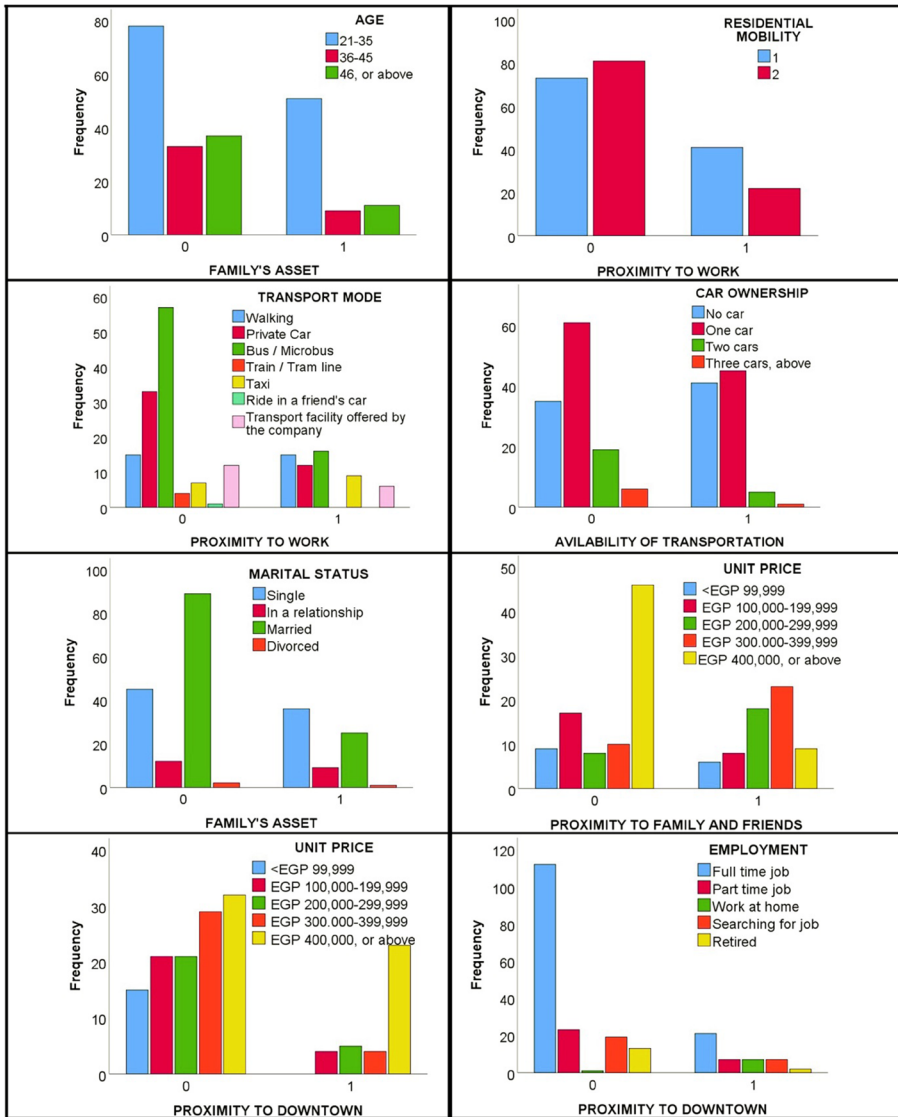 AGE
21-35
36-45
46, or above
Frequency
80
60
40
20
0
0
1
FAMILY'S ASSET
RESIDENTIAL
MOBILITY
1
2
Frequency
100
80
60
40
20
0
0
1
PROXIMITY TO WORK
TRANSPORT MODE
Walking
Private Car
Bus / Microbus
Train / Tram line
Taxi
Ride in a friend's car
Transport facility offered by
the company
Frequency
60
50
40
30
20
10
0
0
1
PROXIMITY TO WORK
CAR OWNERSHIP
No car
One car
Two cars
Three cars, above
Frequency
60
40
20
0
0
1
AVILABILITY OF TRANSPORTATION
MARITAL STATUS
Single
In a relationship
Married
Divorced
Frequency
100
80
60
40
20
0
0
1
FAMILY'S ASSET
UNIT PRICE
<EGP 99,999
EGP 100,000-199,999
EGP 200,000-299,999
EGP 300.000-399,999
EGP 400,000, or above
Frequency
50
40
30
20
10
0
0
1
PROXIMITY TO FAMILY AND FRIENDS
UNIT PRICE
<EGP 99,999
EGP 100,000-199,999
EGP 200,000-299,999
EGP 300.000-399,999
EGP 400,000, or above
Frequency
40
30
20
10
0
0
1
PROXIMITY TO DOWNTOWN
EMPLOYMENT
Full time job
Part time job
Work at home
Searching for job
Retired
Frequency
120
100
80
60
40
20
0
0
1
PROXIMITY TO DOWNTOWN